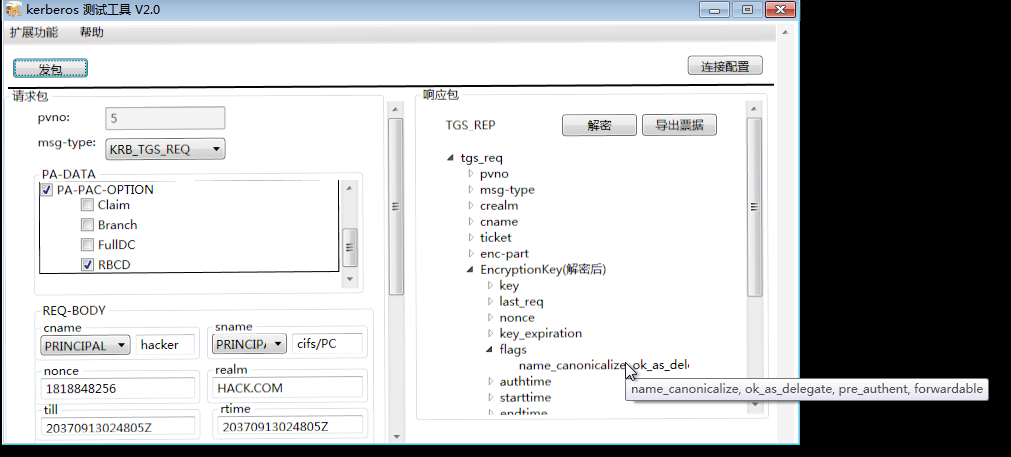 kerberos 测试工具 V2.0
扩展功能 帮助
发包
连接配置
请求包
pvno: 5
msg-type: KRB_TGS_REQ
PA-DATA
PA-PAC-OPTION
Claim
Branch
FullDC
RBCD
REQ-BODY
cname
PRINCIPAL hacker
sname
PRINCIPA cifs/PC
nonce
1818848256
realm
HACK.COM
till
20370913024805Z
rtime
20370913024805Z
响应包
TGS_REP 解密 导出票据
tgs_req
pvno
msg-type
crealm
cname
ticket
enc-part
EncryptionKey(解密后)
key
last_req
nonce
key_expiration
flags
name_canonicalize, ok_as_dele
name_canonicalize, ok_as_delegate, pre_authent, forwardable
authtime
starttime
endtime